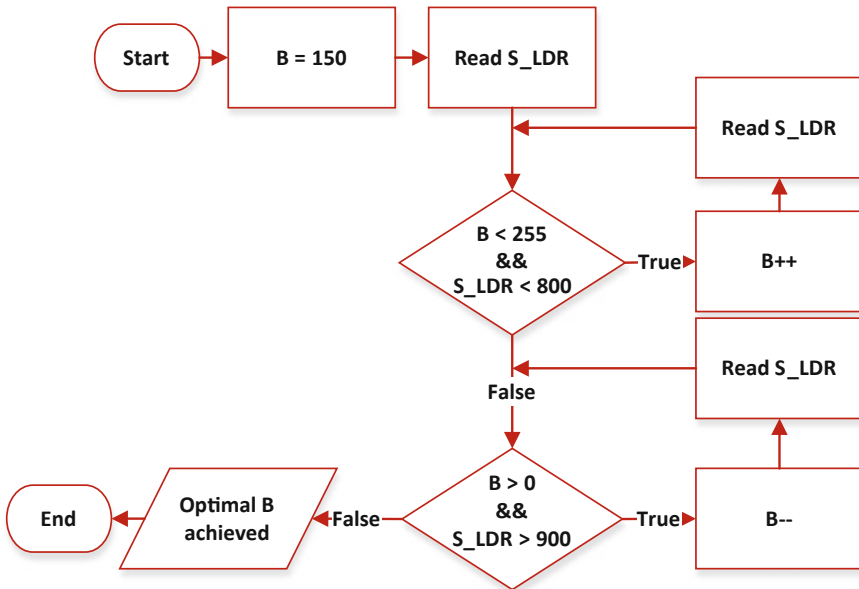 Start
B = 150
Read S_LDR
Read S_LDR
B < 255
&&
S_LDR < 800
True
B++
Read S_LDR
False
B > 0
&&
S_LDR > 900
True
B--
False
Optimal B
achieved
End